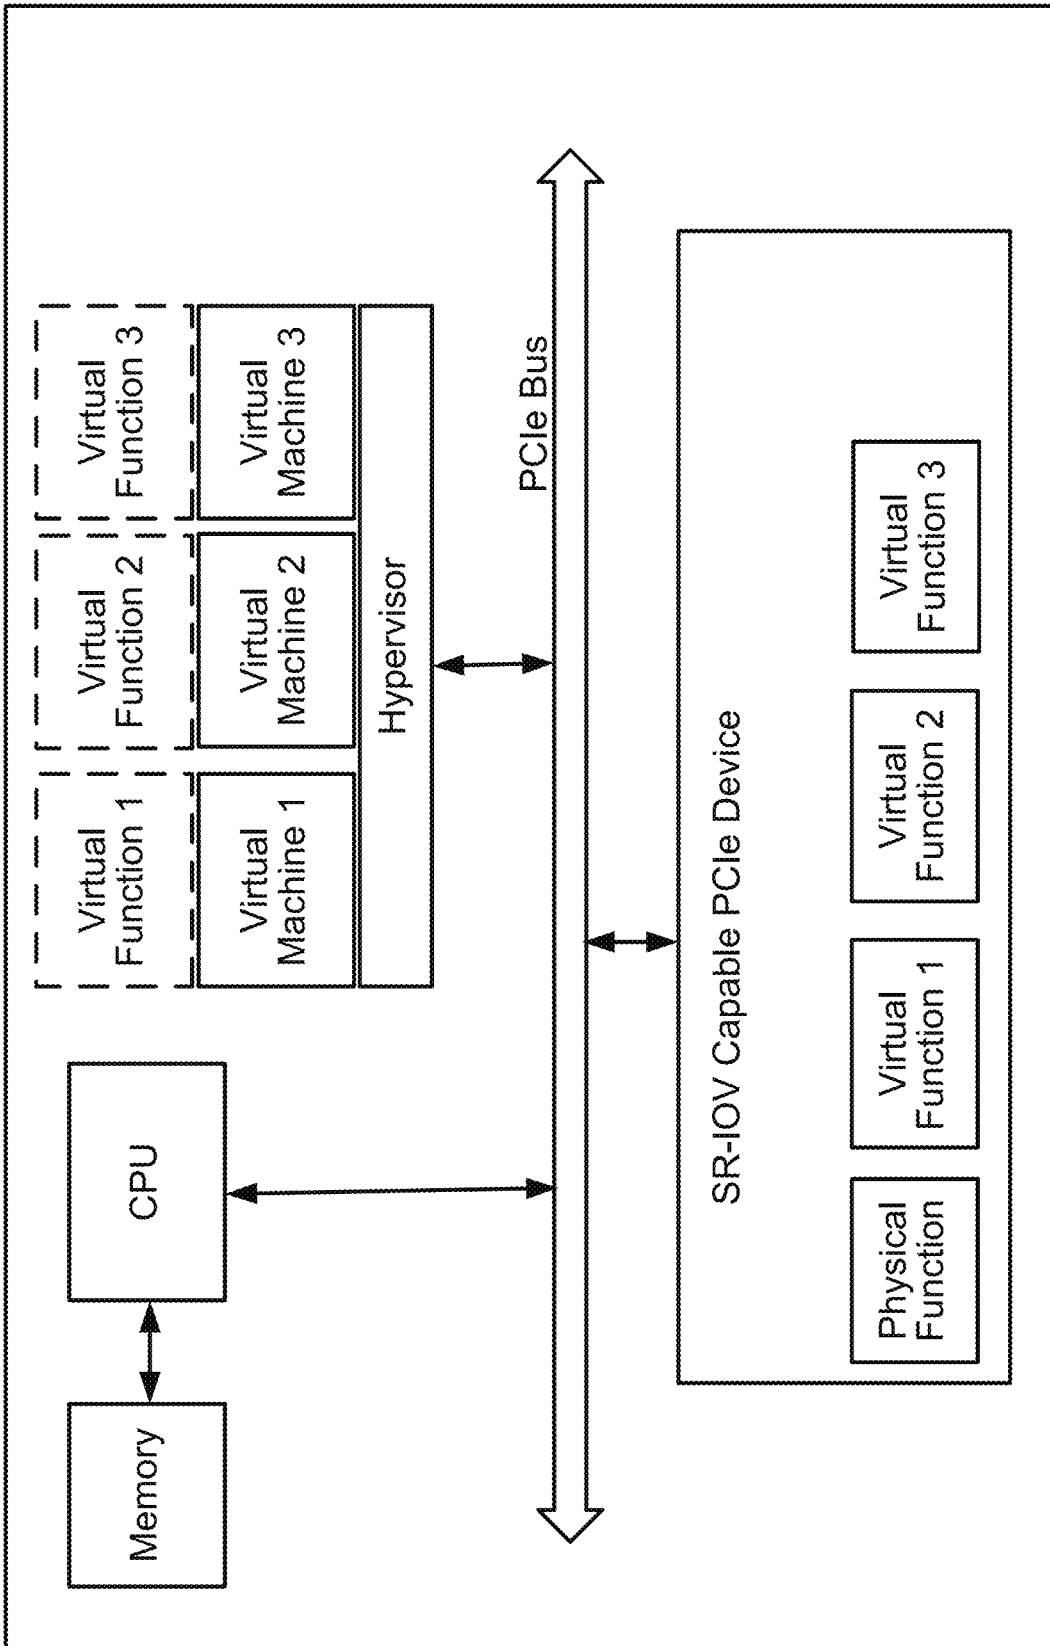 Virtual
Function 1
Virtual
Function 2
Virtual
Function 3
Memory
CPU
Virtual
Machine 1
Virtual
Machine 2
Virtual
Machine 3
Hypervisor
PCIe Bus
SR-IOV Capable PCIe Device
Physical
Function
Virtual
Function 1
Virtual
Function 2
Virtual
Function 3